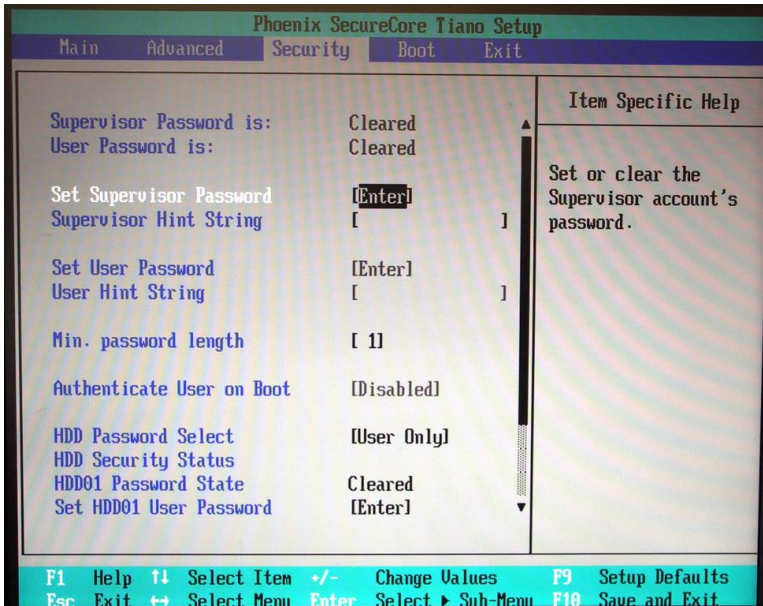 Phoenix SecureCore Tiano Setup
Main Advanced Security Boot Exit
Item Specific Help
Supervisor Password is: Cleared
User Password is: Cleared
Set or clear the
Supervisor account's
password.
Set Supervisor Password [Enter]
Supervisor Hint String [ ]
Set User Password [Enter]
User Hint String [ ]
Min. password length [ 1]
Authenticate User on Boot [Disabled]
HDD Password Select [User Only]
HDD Security Status
HDD01 Password State Cleared
Set HDD01 User Password [Enter]
F1 Help ↑↓ Select Item +/- Change Values F9 Setup Defaults
Esc Exit ↔ Select Menu Enter Select ▶ Sub-Menu F10 Save and Exit